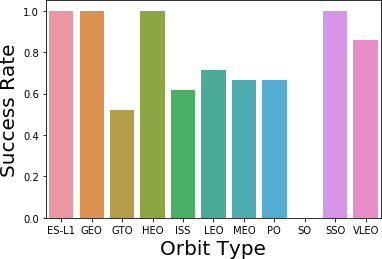 Success Rate
1.0
0.8
0.6
0.4
0.2
0.0
ES-L1 GEO GTO HEO ISS LEO MEO PO SO SSO VLEO
Orbit Type